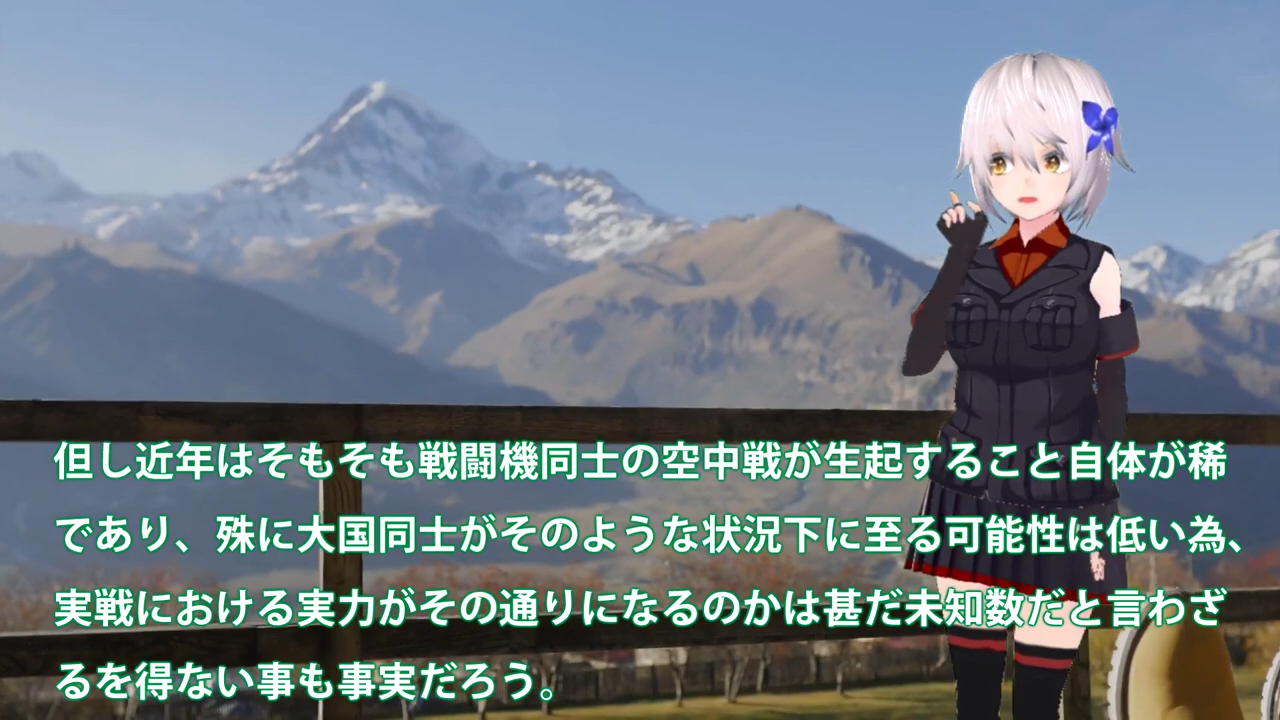 但し近年はそもそも戦闘機同士の空中戦が生起すること自体が稀
であり、殊に大国同士がそのような状況下に至る可能性は低い為、
実戦における実力がその通りになるのかは甚だ未知数だと言わざ
るを得ない事も事実だろう。